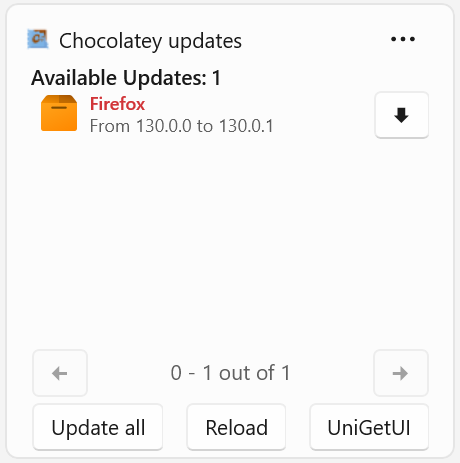 Chocolatey updates
Available Updates: 1
Firefox
From 130.0.0 to 130.0.1
0 - 1 out of 1
Update all
Reload
UniGetUI